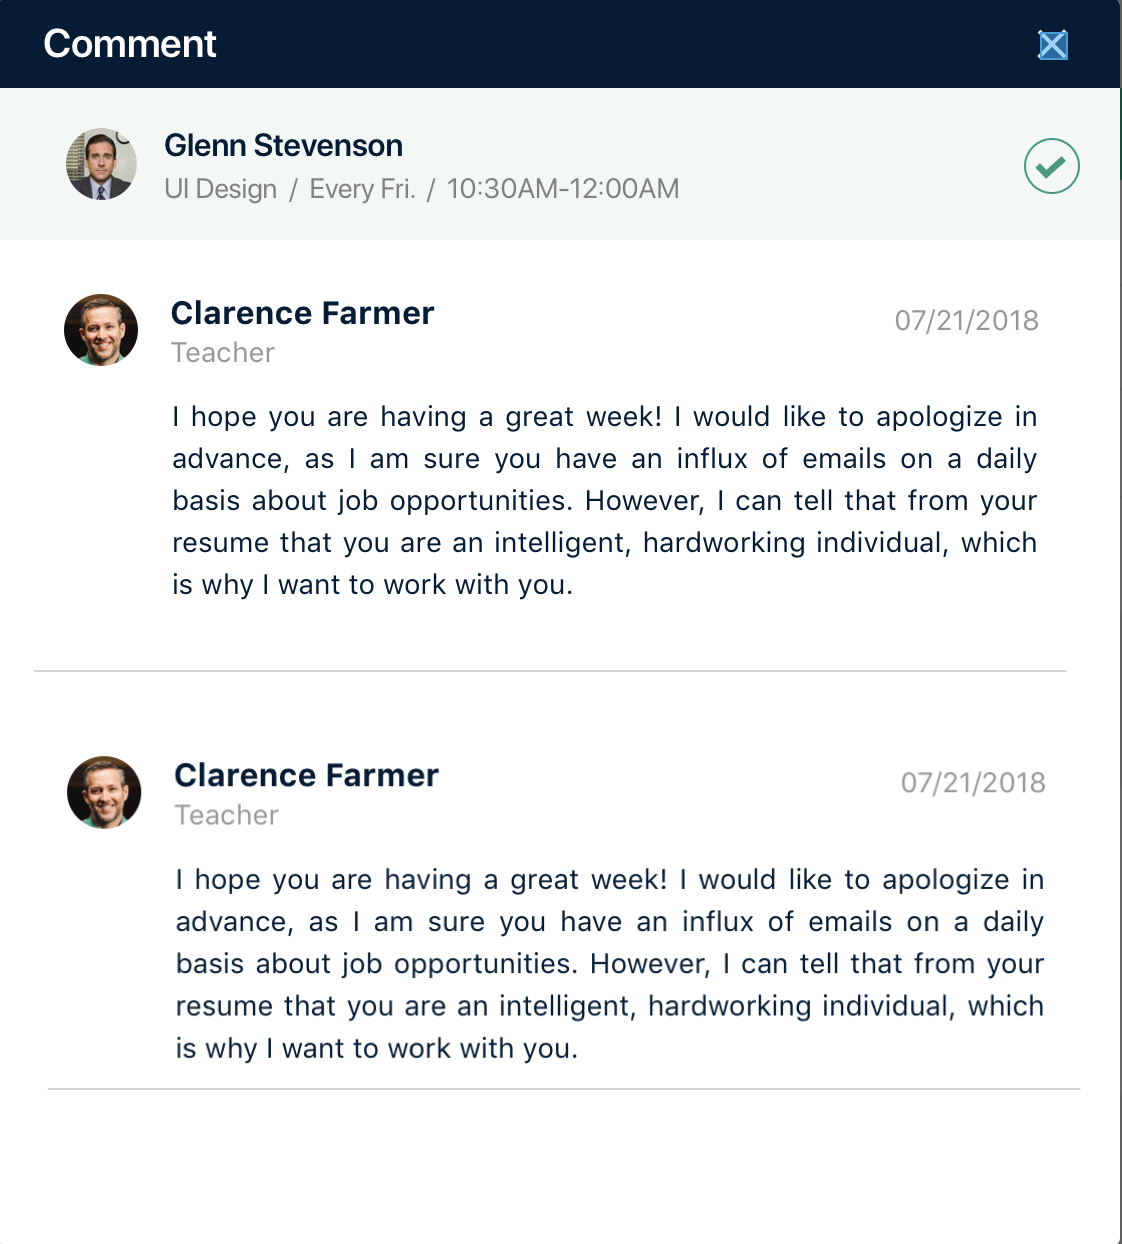 Comment
Glenn Stevenson
UI Design / Every Fri. / 10:30AM-12:00AM
Clarence Farmer
07/21/2018
Teacher
I hope you are having a great week! I would like to apologize in
advance, as I am sure you have an influx of emails on a daily
basis about job opportunities. However, I can tell that from your
resume that you are an intelligent, hardworking individual, which
is why I want to work with you.
Clarence Farmer
07/21/2018
Teacher
I hope you are having a great week! I would like to apologize in
advance, as I am sure you have an influx of emails on a daily
basis about job opportunities. However, I can tell that from your
resume that you are an intelligent, hardworking individual, which
is why I want to work with you.